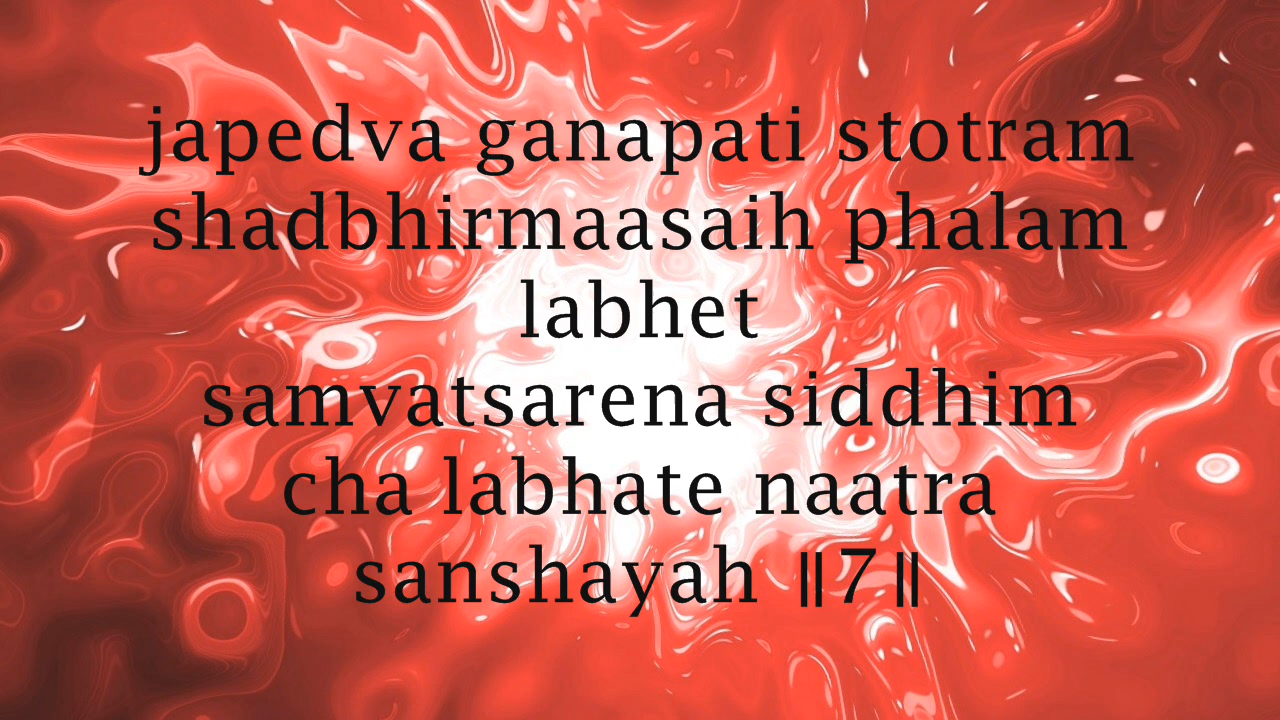 japedva ganapati stotram
shadbhirmaasaih phalam
labhet
samvatsarena siddhim
cha labhate naatra
sanshayah ॥7॥